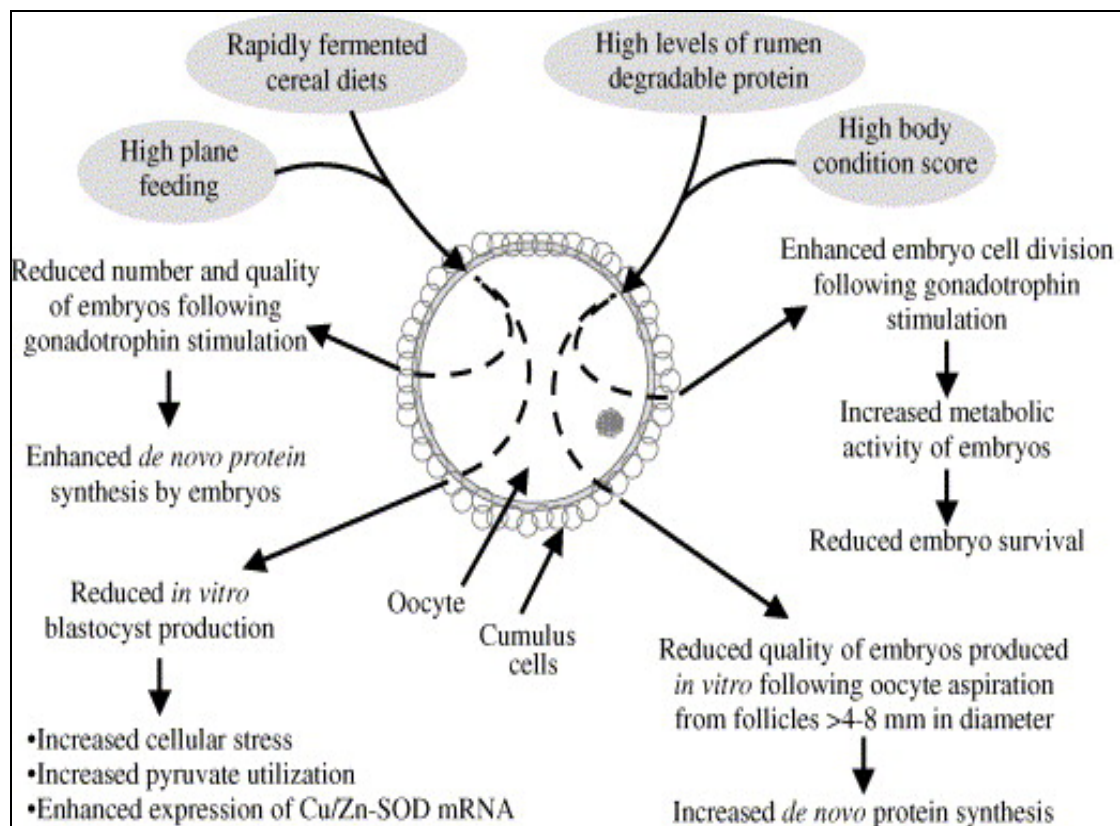 Rapidly fermented
cereal diets
High levels of rumen
degradable protein
High plane
feeding
High body
condition score
Reduced number and quality
of embryos following
gonadotrophin stimulation
Enhanced de novo protein
synthesis by embryos
Enhanced embryo cell division
following gonadotrophin
stimulation
Increased metabolic
activity of embryos
Reduced embryo survival
Reduced in vitro
blastocyst production
Oocyte
Cumulus
cells
Reduced quality of embryos produced
in vitro following oocyte aspiration
from follicles >4-8 mm in diameter
•Increased cellular stress
•Increased pyruvate utilization
•Enhanced expression of Cu/Zn-SOD mRNA
Increased de novo protein synthesis